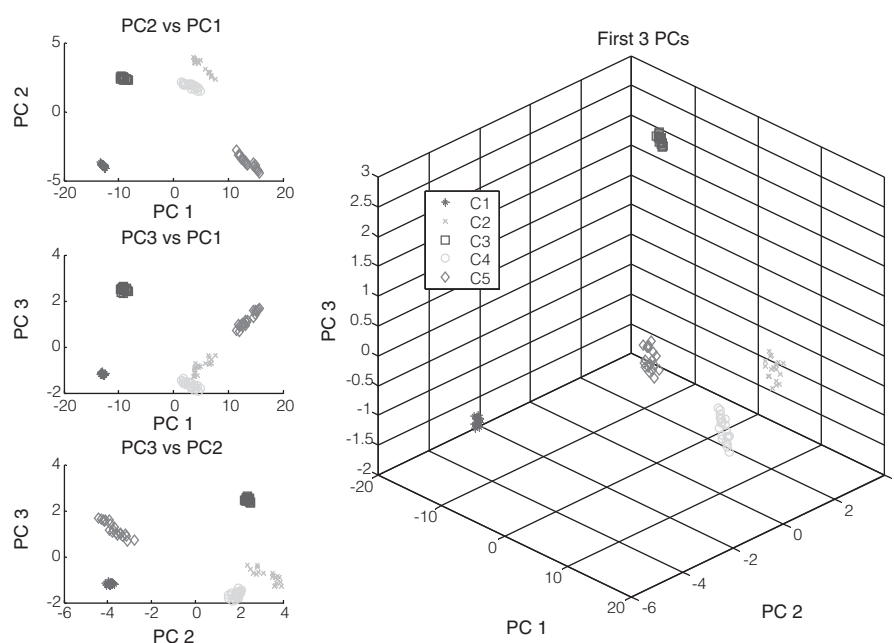 PC2 vs PC1
5
0
-5
PC 2
-20 -10 0 10 20
PC 1
PC3 vs PC1
4
2
0
-2
PC 3
-20 -10 0 10 20
PC 1
PC3 vs PC2
4
2
0
-2
PC 3
-6 -4 -2 0 2 4
PC 2
First 3 PCs
3
2.5
2
1.5
1
0.5
0
-0.5
-1
-1.5
-2
PC 3
C1
C2
C3
C4
C5
-20
-10
0
10
20
PC 1
-6
-4
-2
0
2
PC 2